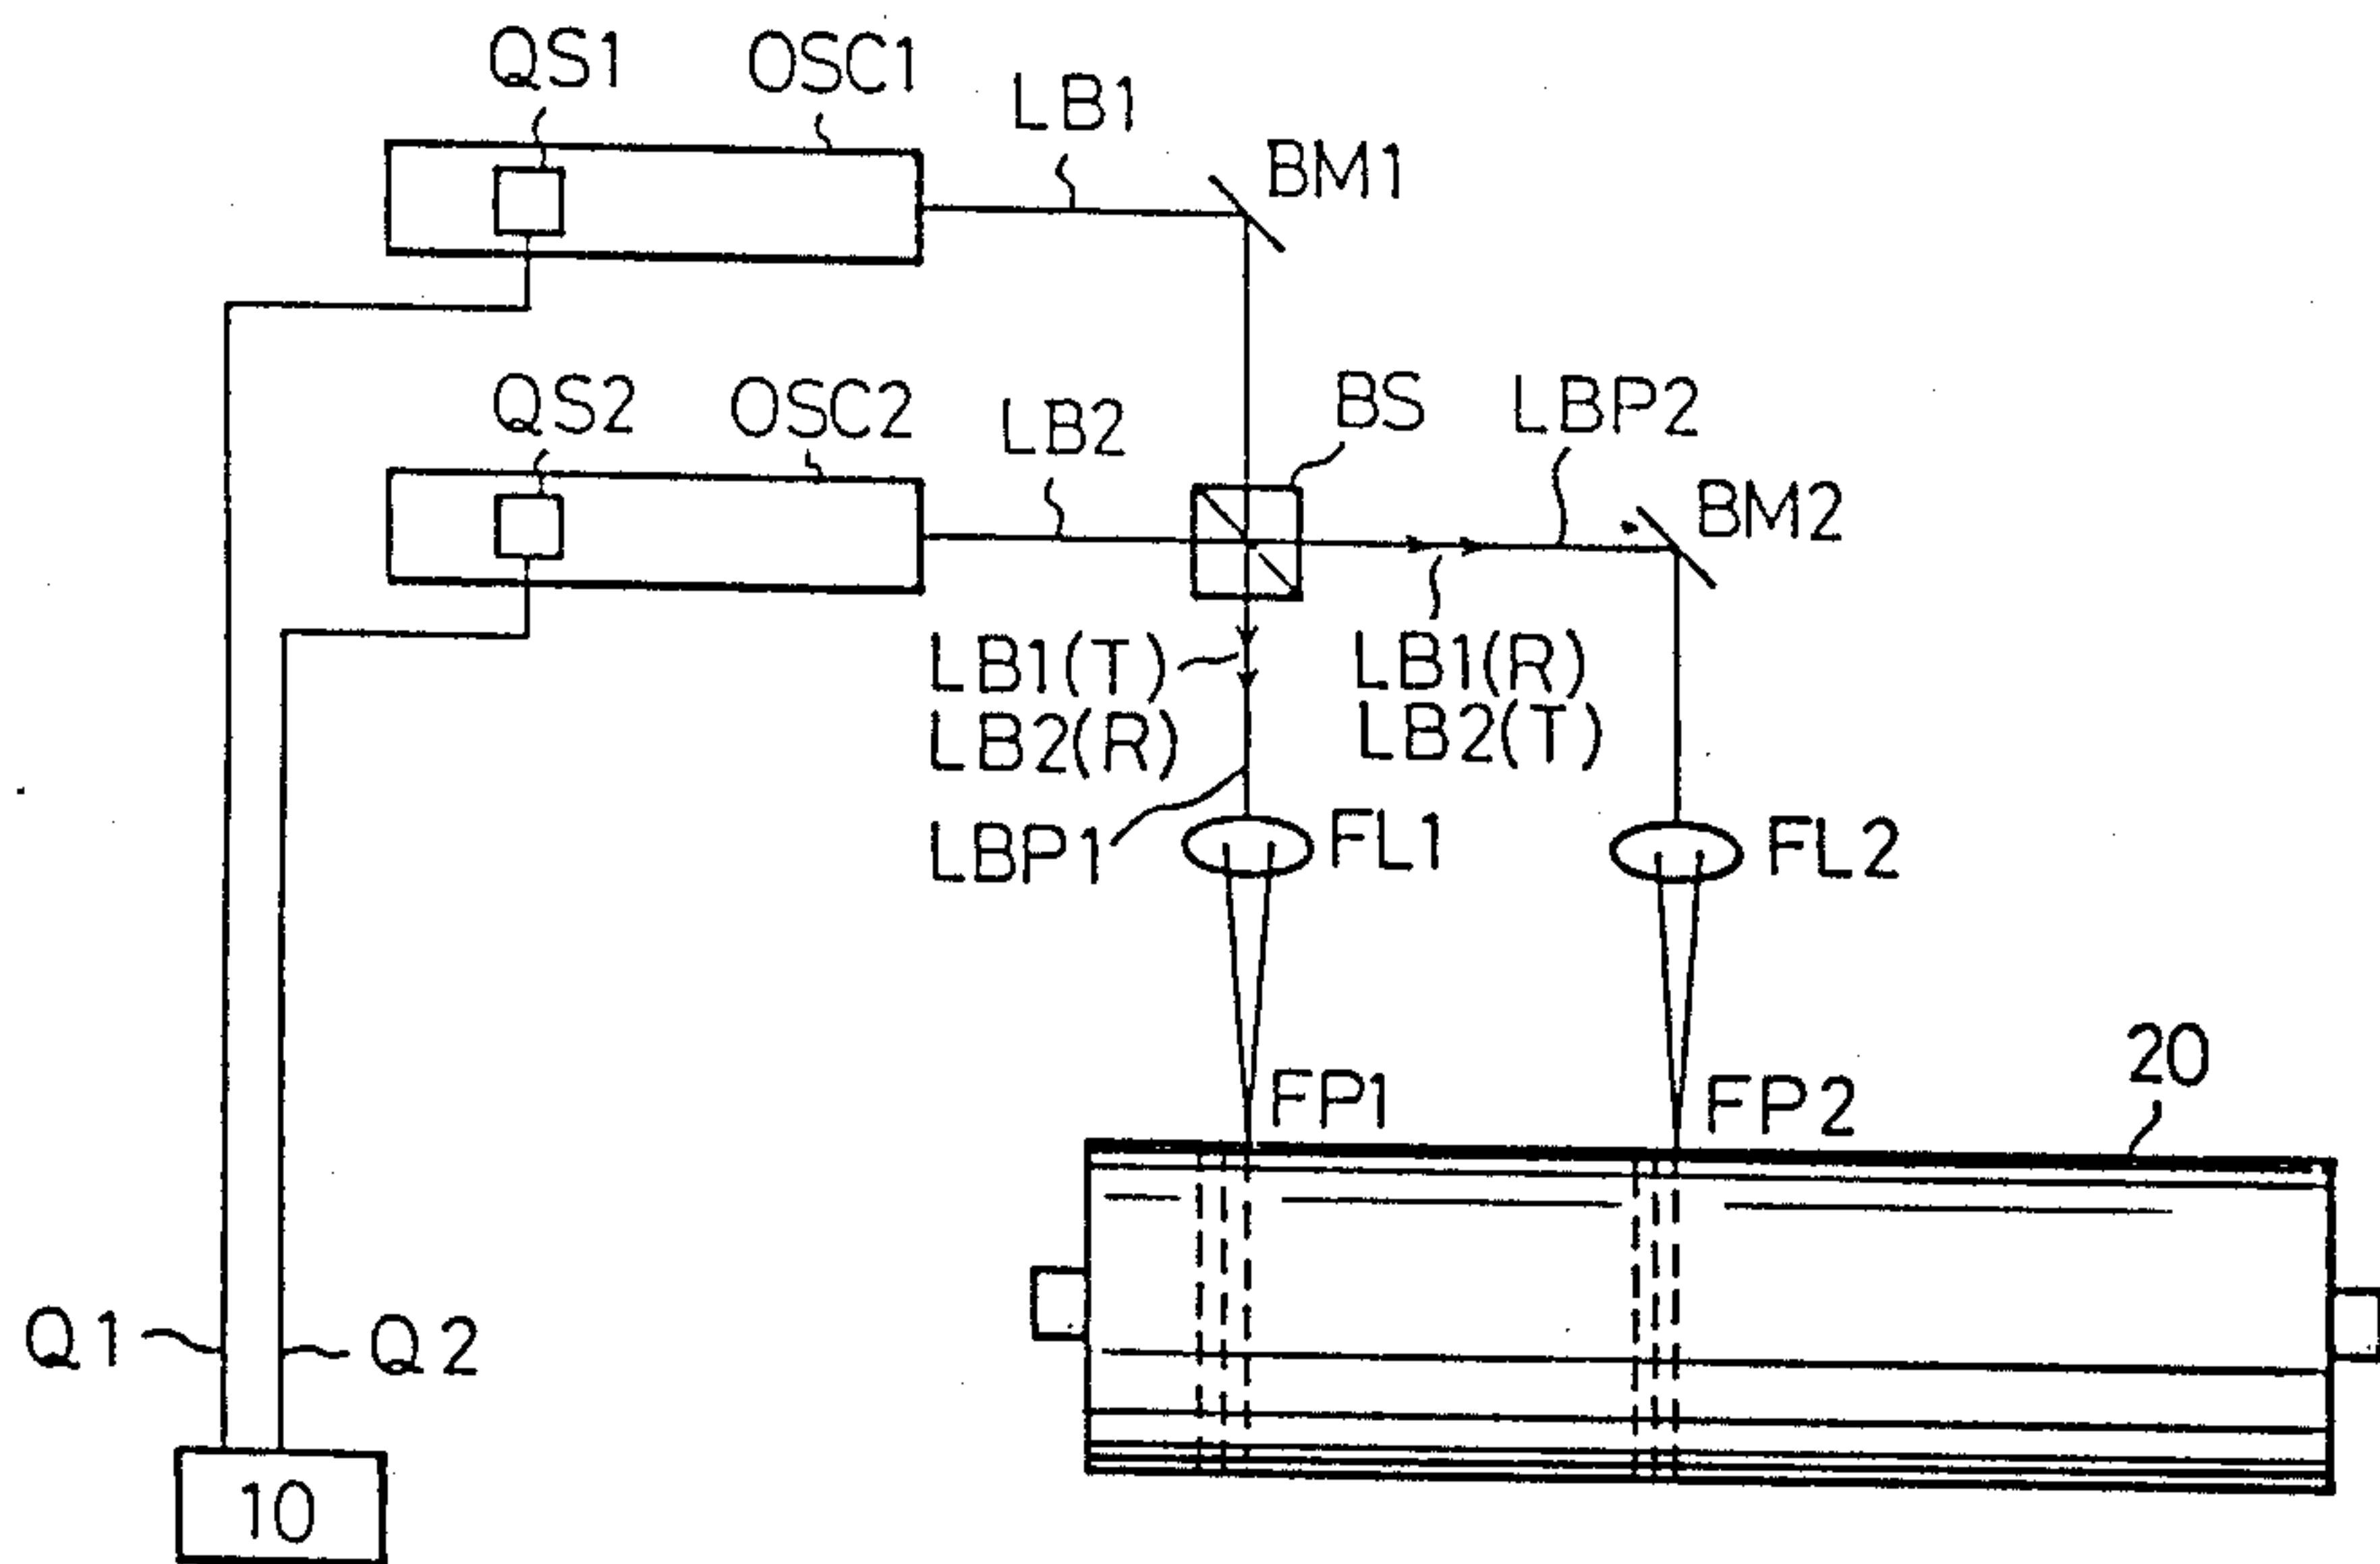 QS1
OSC1
LB1
BM1
QS2
OSC2
LB2
BS
LBP2
BM2
LB1(T)
LB2(R)
LB1(R)
LB2(T)
LBP1
FL1
FL2
FP1
FP2
20
Q1
Q2
10